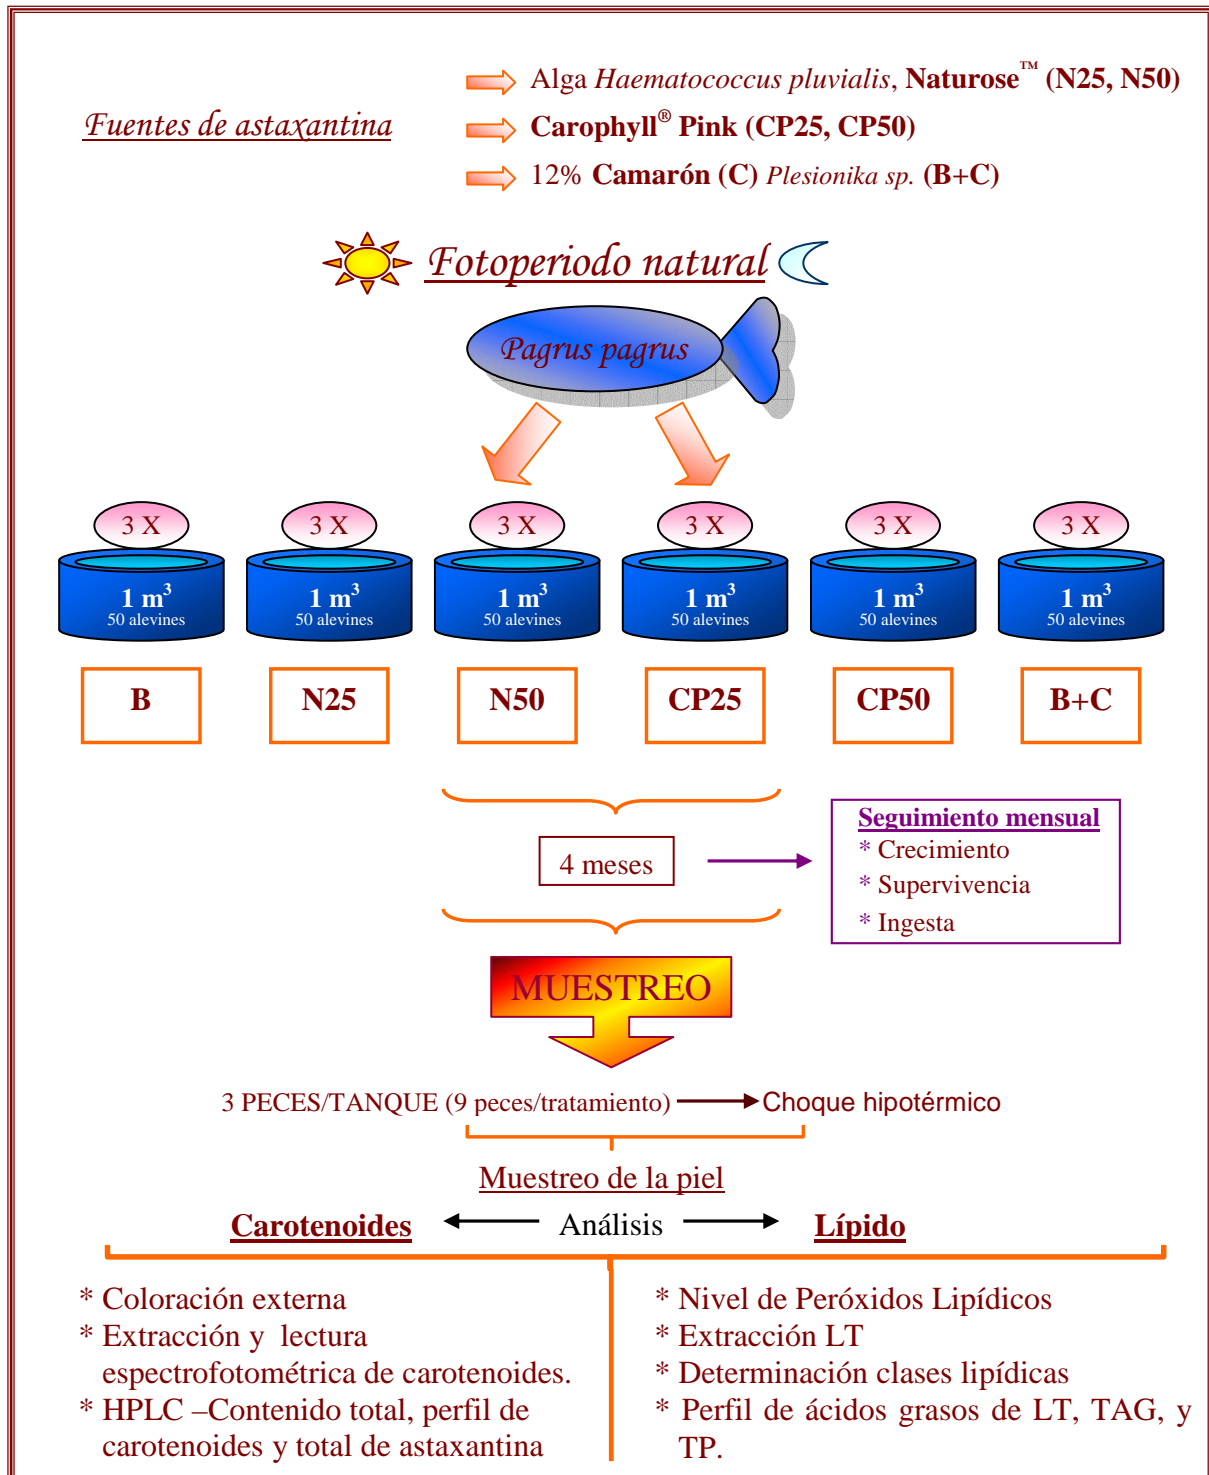 Alga Haematococcus pluvialis, Naturose™ (N25, N50)
Fuentes de astaxantina
Carophyll® Pink (CP25, CP50)
12% Camarón (C) Plesionika sp. (B+C)
Fotoperiodo natural
Pagrus pagrus
3 X 3 X 3 X 3 X 3 X 3 X
1 m³ 1 m³ 1 m³ 1 m³ 1 m³ 1 m³
50 alevines 50 alevines 50 alevines 50 alevines 50 alevines 50 alevines
B N25 N50 CP25 CP50 B+C
4 meses
Seguimiento mensual
* Crecimiento
* Supervivencia
* Ingesta
MUESTREO
3 PECES/TANQUE (9 peces/tratamiento) Choque hipotérmico
Muestreo de la piel
Carotenoides Análisis Lípido
* Coloración externa
* Extracción y lectura
espectrofotométrica de carotenoides.
* HPLC –Contenido total, perfil de
carotenoides y total de astaxantina
* Nivel de Peróxidos Lipídicos
* Extracción LT
* Determinación clases lipídicas
* Perfil de ácidos grasos de LT, TAG, y
TP.